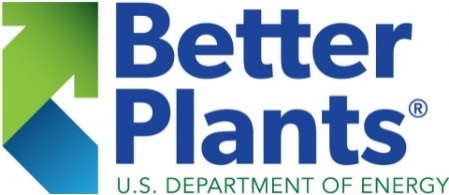 Better
Plants®
U.S. DEPARTMENT OF ENERGY